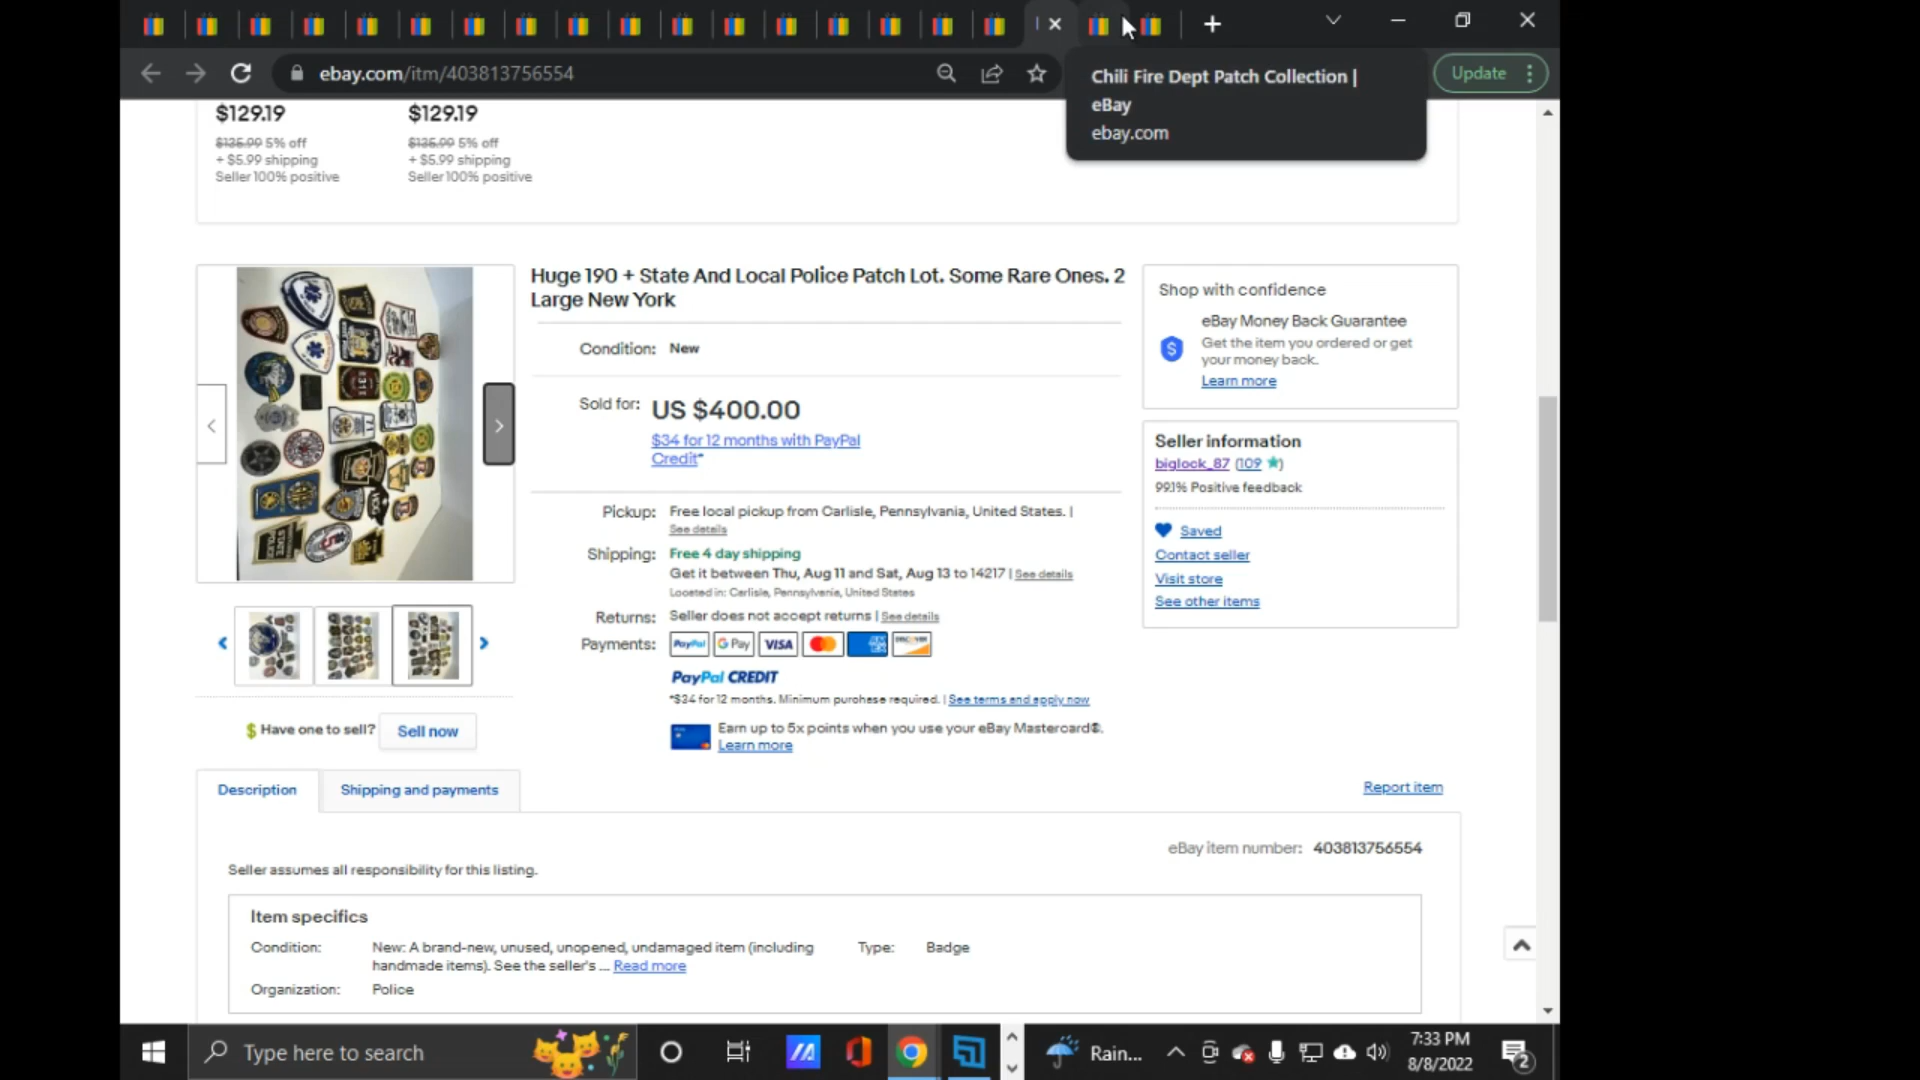 ebay.com/itm/403813756554
Update
Chili Fire Dept Patch Collection |
eBay
ebay.com
$129.19
$135.99 5% off
+ $5.99 shipping
Seller 100% positive
$129.19
$135.99 5% off
+ $5.99 shipping
Seller 100% positive
Huge 190 + State And Local Police Patch Lot. Some Rare Ones. 2
Large New York
Condition: New
Sold for: US $400.00
$34 for 12 months with PayPal
Credit*
Pickup: Free local pickup from Carlisle, Pennsylvania, United States. |
See details
Shipping: Free 4 day shipping
Get it between Thu, Aug 11 and Sat, Aug 13 to 14217 | See details
Located in: Carlisle, Pennsylvania, United States
Returns: Seller does not accept returns | See details
Payments: PayPal G Pay VISA DISCOVER
PayPal CREDIT
*$34 for 12 months. Minimum purchase required. | See terms and apply now
Earn up to 5x points when you use your eBay Mastercard®.
Learn more
Shop with confidence
eBay Money Back Guarantee
Get the item you ordered or get
your money back.
Learn more
Seller information
biglock_87 (109)
99.1% Positive feedback
Saved
Contact seller
Visit store
See other items
$ Have one to sell? Sell now
Description
Shipping and payments
Report item
eBay item number: 403813756554
Seller assumes all responsibility for this listing.
Item specifics
Condition: New: A brand-new, unused, unopened, undamaged item (including
handmade items). See the seller's ... Read more
Type: Badge
Organization: Police
Type here to search
Rain...
7:33 PM
8/8/2022
2